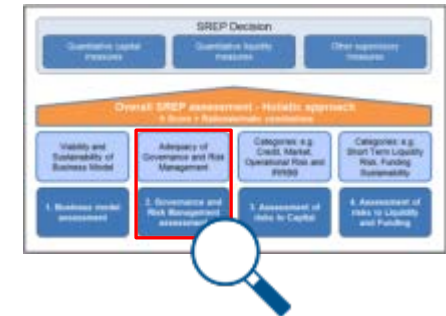 SREP Decision
Quantitative capital
measures
Quantitative liquidity
measures
Other supervisory
measures
Overall SREP assessment - Holistic approach
Score + Rationale/main conclusions
Viability and
Sustainability of
Business Model
Adequacy of
Governance and Risk
Management
Categories: e.g.
Credit, Market,
Operational Risk and
IRRBB
Categories: e.g.
Short Term Liquidity
Risk, Funding
Sustainability
1. Business model
assessment
2. Governance and
Risk Management
assessment
3. Assessment of
risks to Capital
4. Assessment of
risks to Liquidity
and Funding